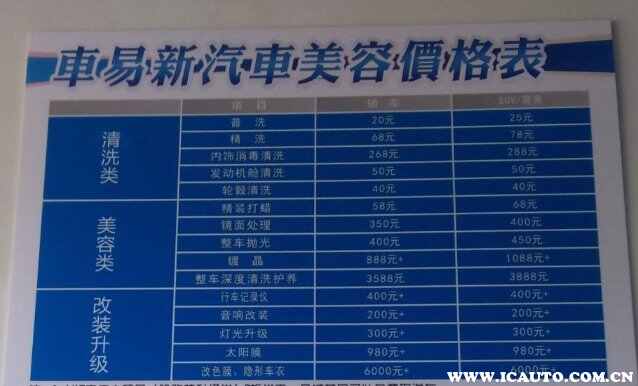 車易新汽車美容價格表
项目 轿车 SUV/商务
清洗类
普洗 20元 25元
精洗 68元 78元
内饰消毒清洗 268元 288元
发动机舱清洗 50元 50元
轮毂清洗 40元 40元
美容类
精装打蜡 58元 68元
镜面处理 350元 400元
整车抛光 400元 450元
镀晶 888元+ 1088元+
整车深度清洗护养 3588元 3888元
改装升级
行车记录仪 400元+ 400元+
音响改装 200元+ 200元+
灯光升级 300元+ 300元+
太阳膜 980元+ 980元+
改色膜、隐形车衣 6000元+ 6000元+
爱卡汽车网
www.icauto.com.cn